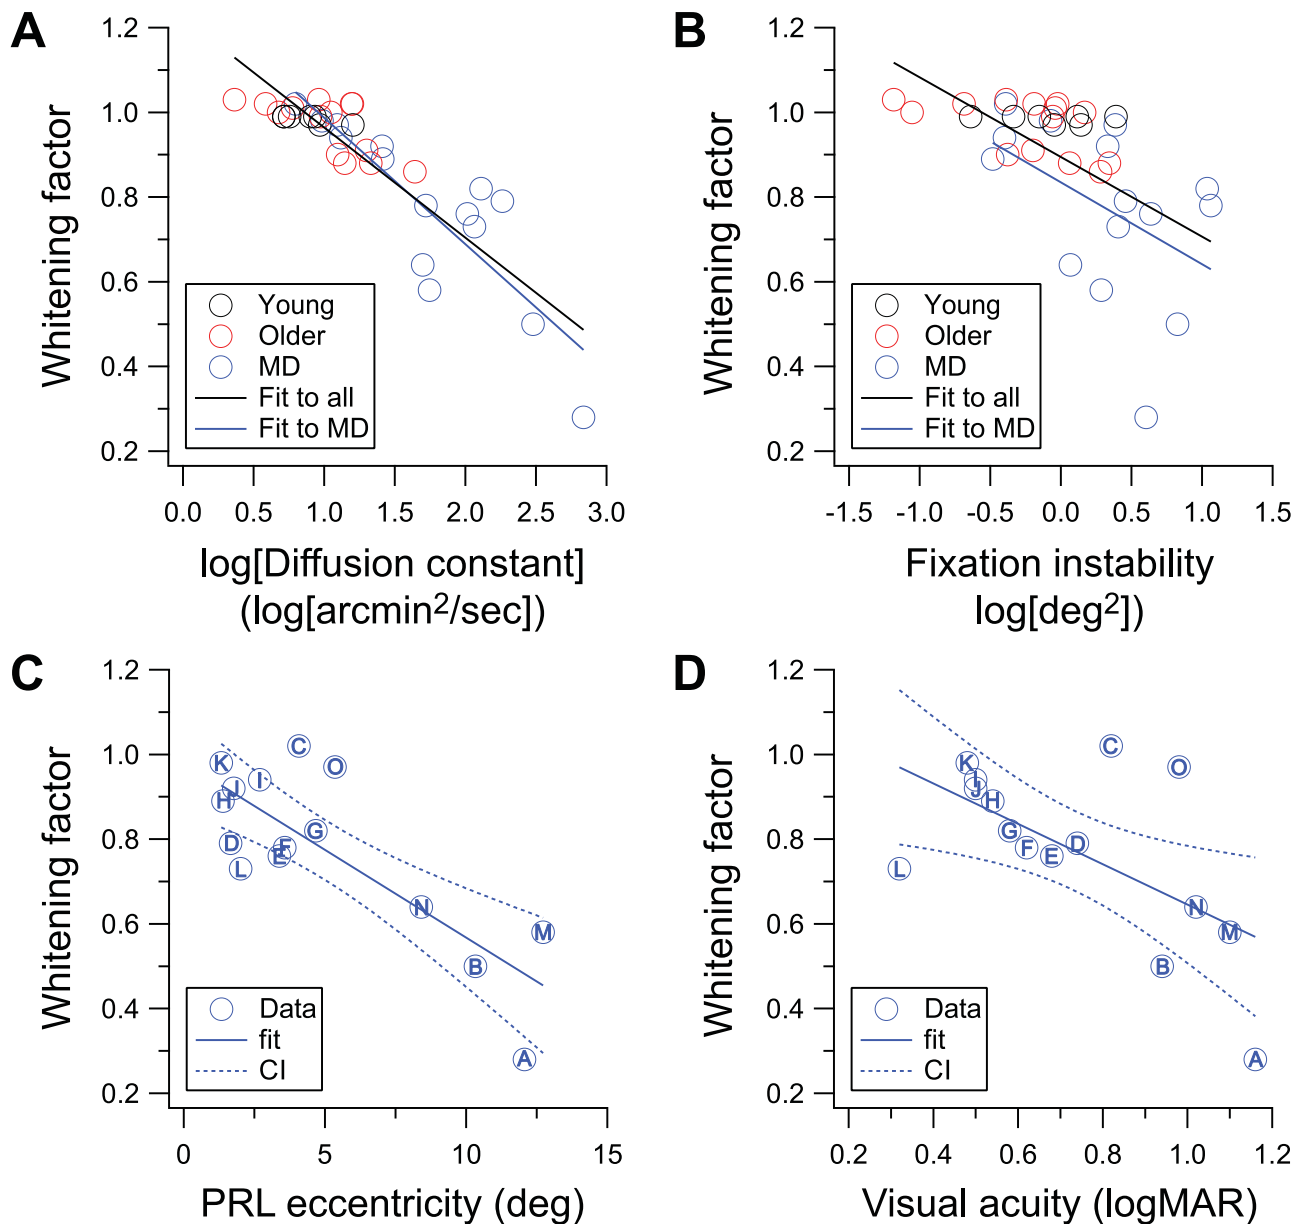 A
Whitening factor
1.2
1.0
0.8
0.6
0.4
0.2
Young
Older
MD
Fit to all
Fit to MD
0.0 0.5 1.0 1.5 2.0 2.5 3.0
log[Diffusion constant]
(log[arcmin²/sec])
B
Whitening factor
1.2
1.0
0.8
0.6
0.4
0.2
Young
Older
MD
Fit to all
Fit to MD
-1.5 -1.0 -0.5 0.0 0.5 1.0 1.5
Fixation instability
log[deg²])
C
Whitening factor
1.2
1.0
0.8
0.6
0.4
0.2
C
K O
I
J
H
G
D F
E
L
N
M
B
A
Data
fit
CI
0 5 10 15
PRL eccentricity (deg)
D
Whitening factor
1.2
1.0
0.8
0.6
0.4
0.2
C
K O
I
J
H
G
F D
E
L
N
M
B
A
Data
fit
CI
0.2 0.4 0.6 0.8 1.0 1.2
Visual acuity (logMAR)